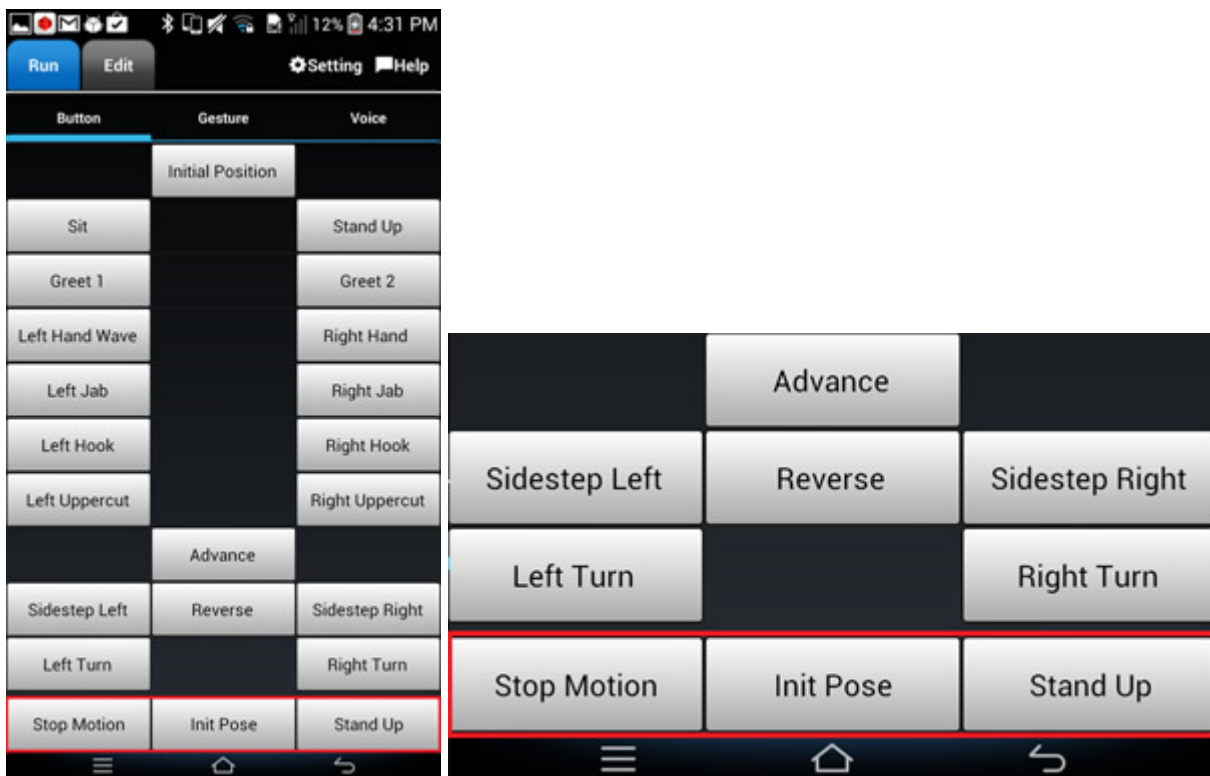 12% 4:31 PM
Run Edit Setting Help
Button Gesture Voice
Initial Position
Sit Stand Up
Greet 1 Greet 2
Left Hand Wave Right Hand
Left Jab Right Jab
Left Hook Right Hook
Left Uppercut Right Uppercut
Advance
Sidestep Left Reverse Sidestep Right
Left Turn Right Turn
Stop Motion Init Pose Stand Up
Advance
Sidestep Left Reverse Sidestep Right
Left Turn Right Turn
Stop Motion Init Pose Stand Up